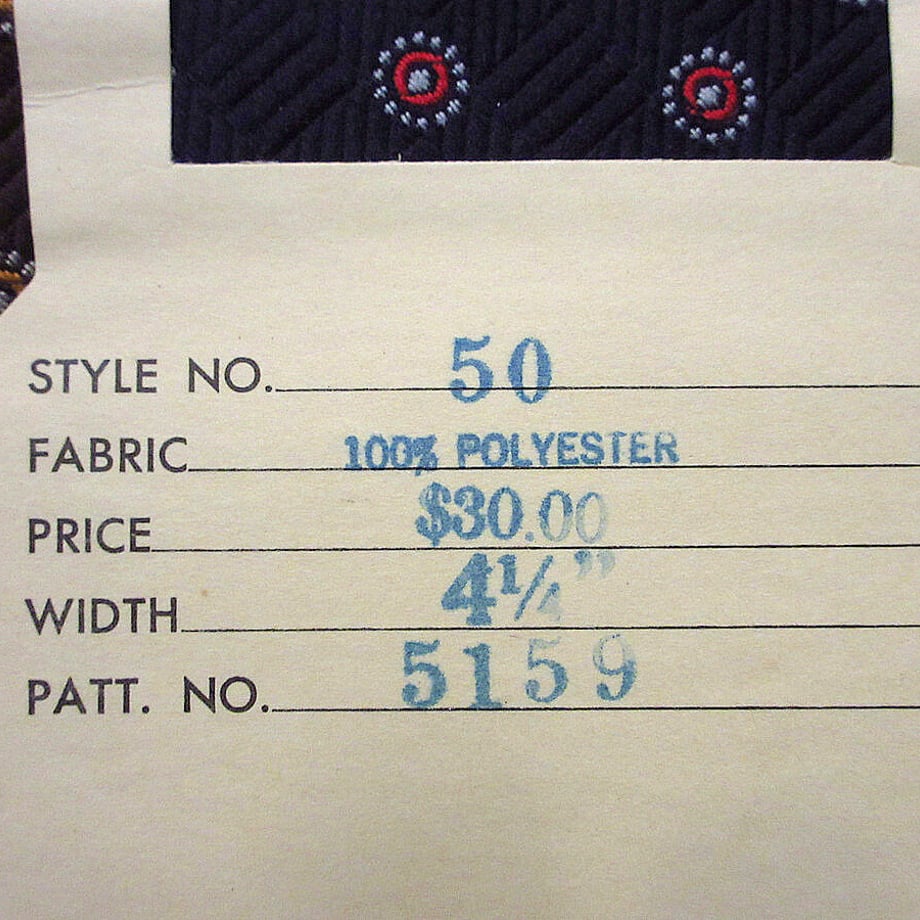 STYLE NO. 50
FABRIC 100% POLYESTER
PRICE $30.00
WIDTH 4¼"
PATT. NO. 5159